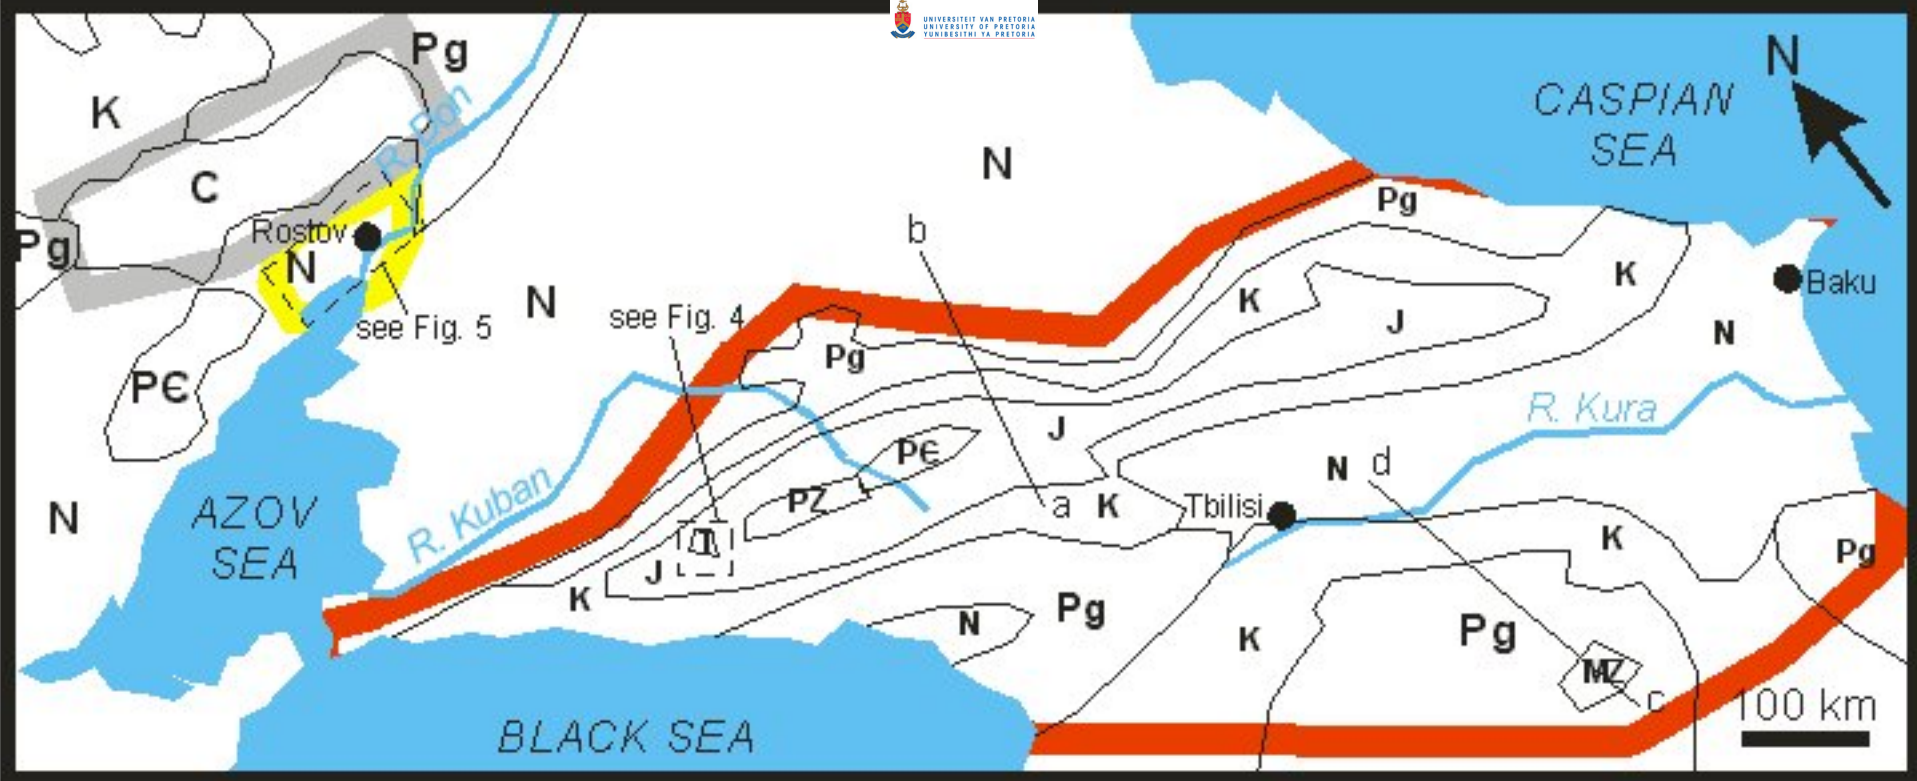 UNIVERSITEIT VAN PRETORIA
UNIVERSITY OF PRETORIA
YUNIBESITHI YA PRETORIA
N
CASPIAN
SEA
Pg
K
R. Don
C
N
Pg
Pg
Rostov
N
b
K
K
Baku
N
see Fig. 4
see Fig. 5
J
N
Pg
PЄ
R. Kura
J
PЄ
N
d
R. Kuban
PZ
a
K
Tbilisi
N
AZOV
SEA
T
K
Pg
J
K
Pg
N
K
Pg
MZ
c
100 km
BLACK SEA